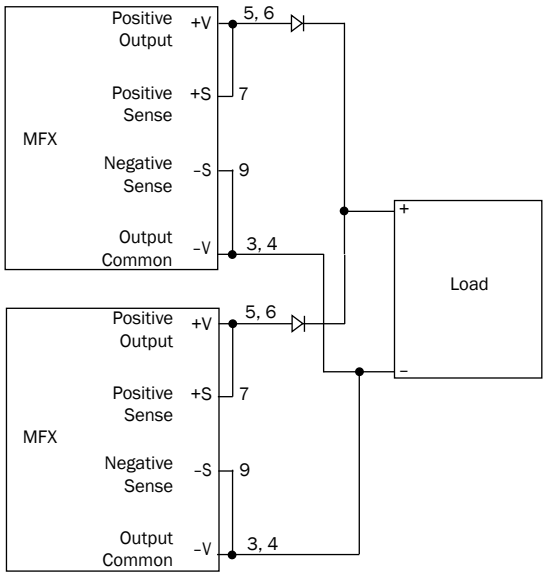 Positive
Output
+V
5, 6
Positive
Sense
+S
7
MFX
Negative
Sense
–S
9
Output
Common
–V
3, 4
+
Load
–
Positive
Output
+V
5, 6
Positive
Sense
+S
7
MFX
Negative
Sense
–S
9
Output
Common
–V
3, 4